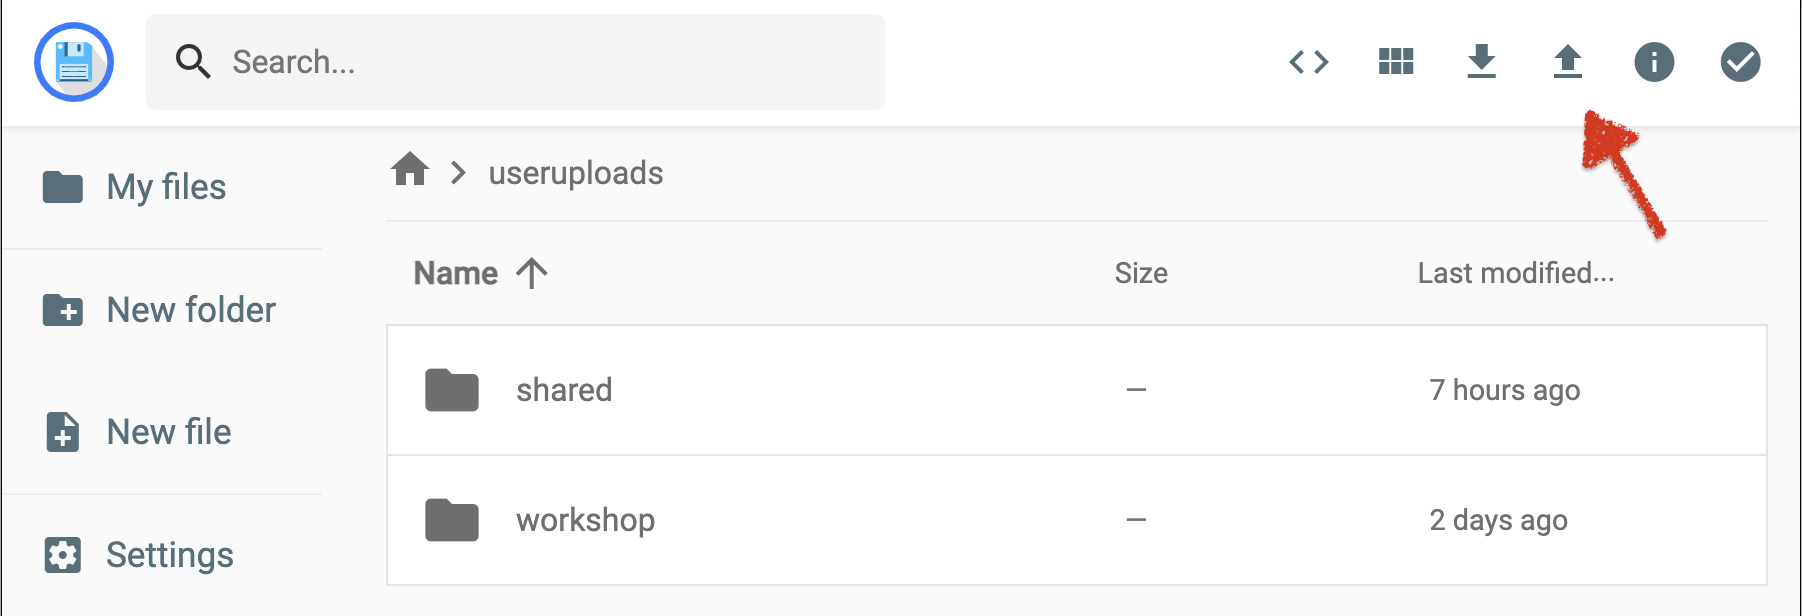 Search...
My files
New folder
New file
Settings
useruploads
Name Size Last modified...
shared — 7 hours ago
workshop — 2 days ago